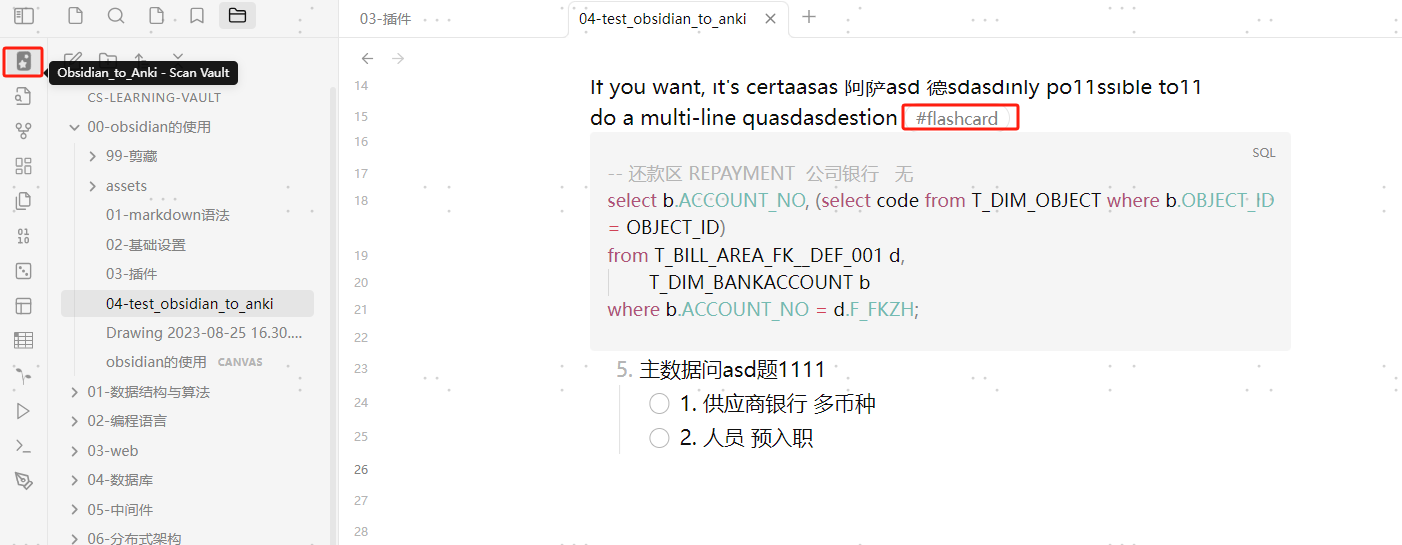 03-插件
04-test_obsidian_to_anki
Obsidian_to_Anki - Scan Vault
CS-LEARNING-VAULT
00-obsidian的使用
99-剪藏
assets
01-markdown语法
02-基础设置
03-插件
04-test_obsidian_to_anki
Drawing 2023-08-25 16.30....
obsidian的使用 CANVAS
01-数据结构与算法
02-编程语言
03-web
04-数据库
05-中间件
06-分布式架构
14 If you want, it's certaasas 阿萨asd 德sdasdinly po11ssible to11
15 do a multi-line quasdasdestion #flashcard
16
SQL
17 -- 还款区 REPAYMENT 公司银行 无
18 select b.ACCOUNT_NO, (select code from T_DIM_OBJECT where b.OBJECT_ID
= OBJECT_ID)
19 from T_BILL_AREA_FK__DEF_001 d,
20 T_DIM_BANKACCOUNT b
21 where b.ACCOUNT_NO = d.F_FKZH;
22
23 5. 主数据问asd题1111
24 1. 供应商银行 多币种
25 2. 人员 预入职
26
27
28